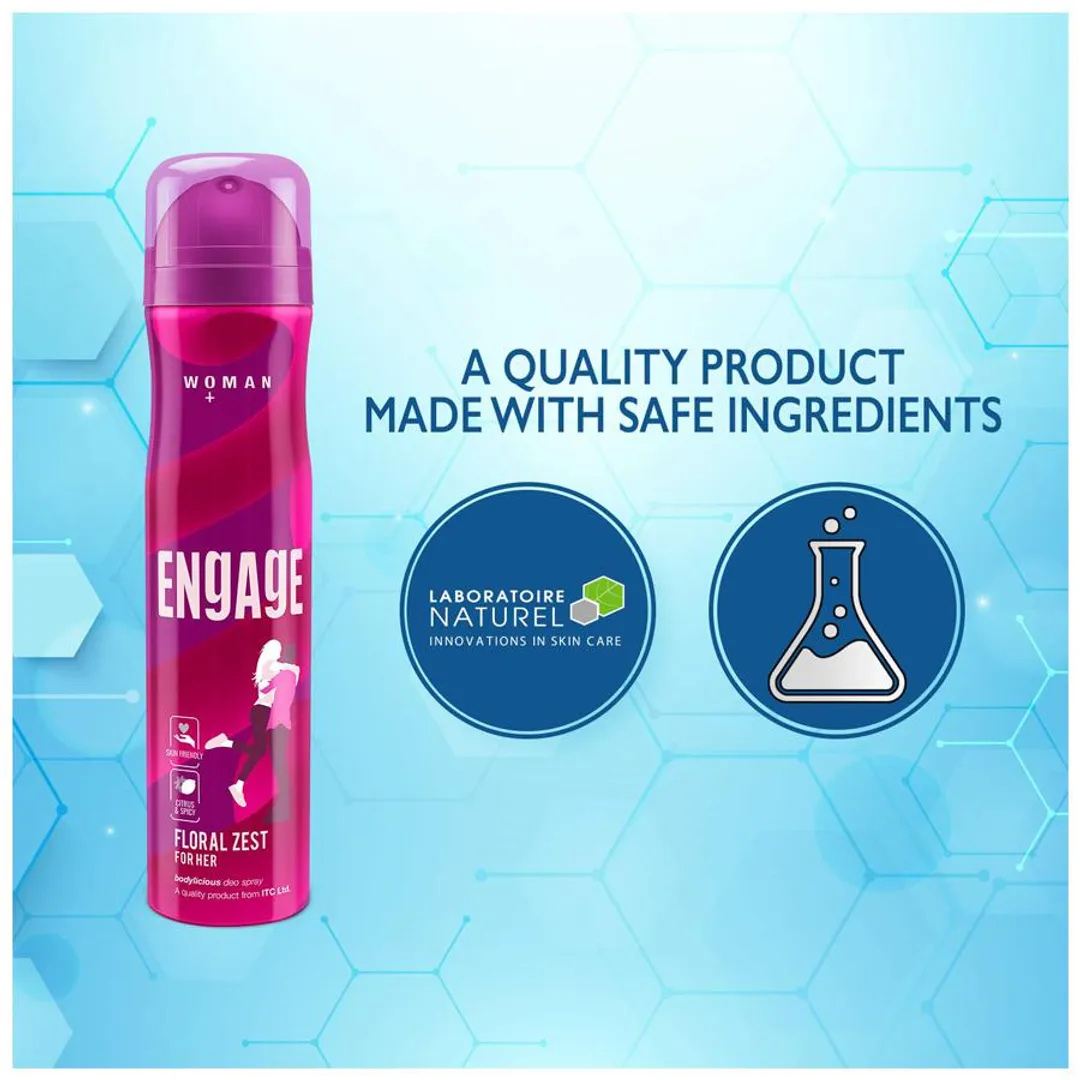 WOMAN
+
ENGAGE
SKIN FRIENDLY
CITRUS
& SPICY
FLORAL ZEST
FOR HER
bodylicious deo spray
A quality product from ITC Ltd.
A QUALITY PRODUCT
MADE WITH SAFE INGREDIENTS
LABORATOIRE
NATUREL
INNOVATIONS IN SKIN CARE